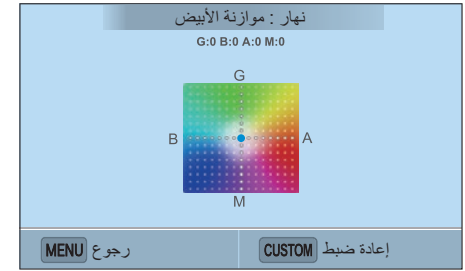 نهار : موازنة الأبيض
G:0 B:0 A:0 M:0
G
B A
M
إعادة ضبط CUSTOM
رجوع MENU